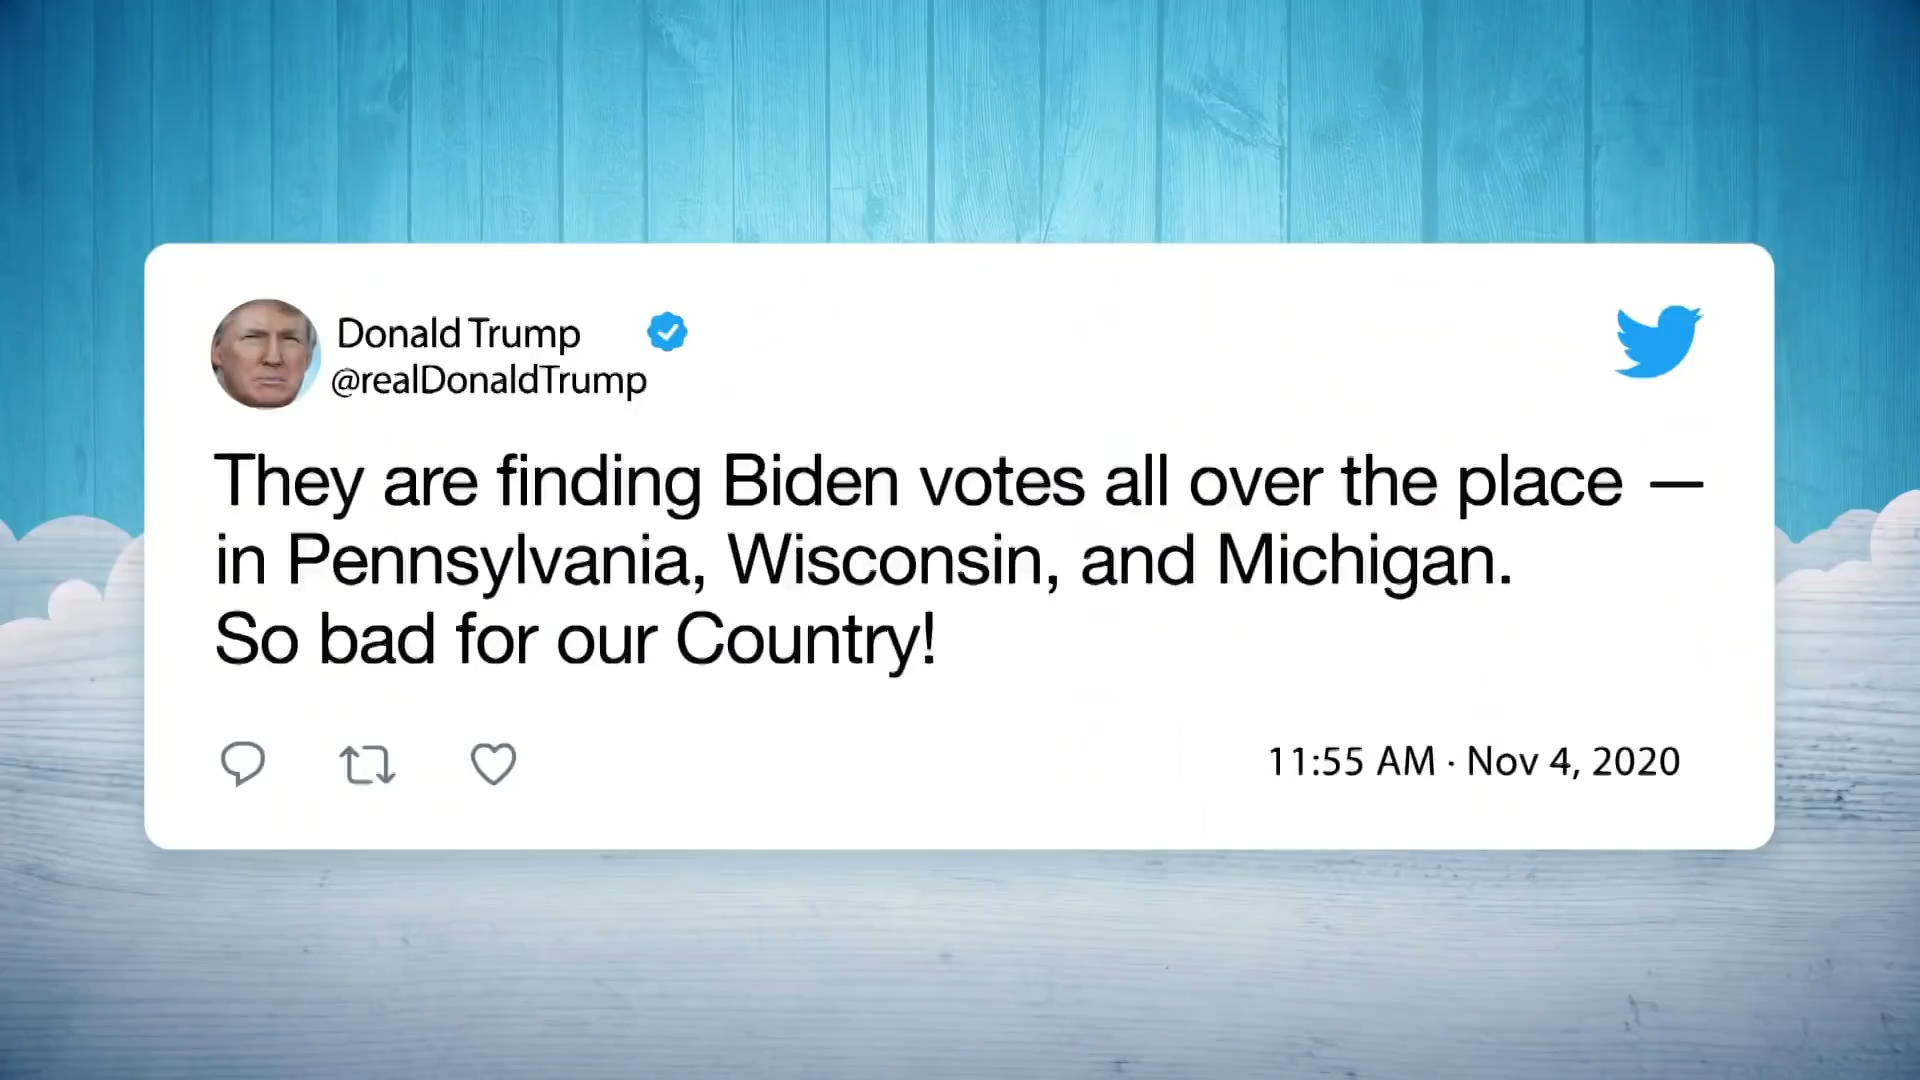 Donald Trump
@realDonaldTrump
They are finding Biden votes all over the place —
in Pennsylvania, Wisconsin, and Michigan.
So bad for our Country!
11:55 AM · Nov 4, 2020